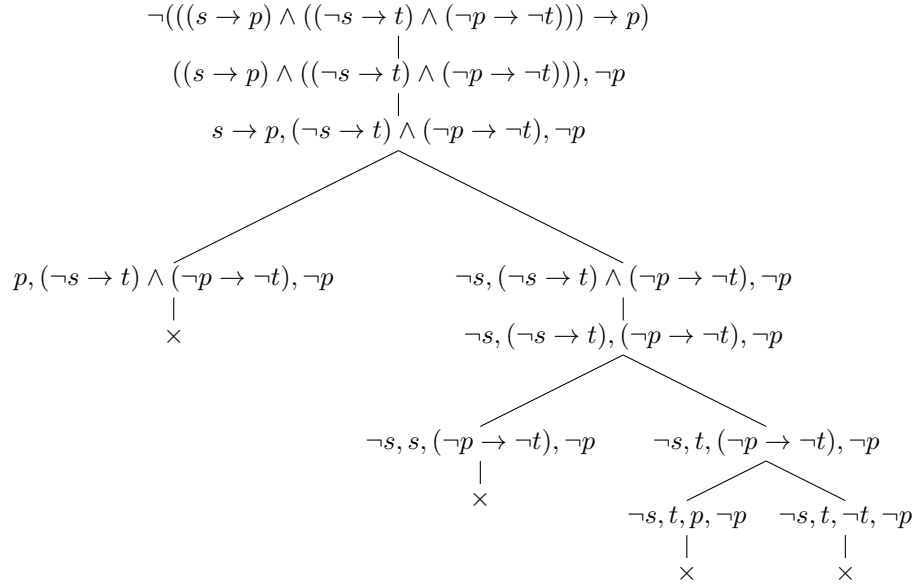 ¬(((s → p) ∧ ((¬s → t) ∧ (¬p → ¬t))) → p)
((s → p) ∧ ((¬s → t) ∧ (¬p → ¬t))), ¬p
s → p, (¬s → t) ∧ (¬p → ¬t), ¬p
p, (¬s → t) ∧ (¬p → ¬t), ¬p
¬s, (¬s → t) ∧ (¬p → ¬t), ¬p
×
¬s, (¬s → t), (¬p → ¬t), ¬p
¬s, s, (¬p → ¬t), ¬p
¬s, t, (¬p → ¬t), ¬p
×
¬s, t, p, ¬p
¬s, t, ¬t, ¬p
×
×